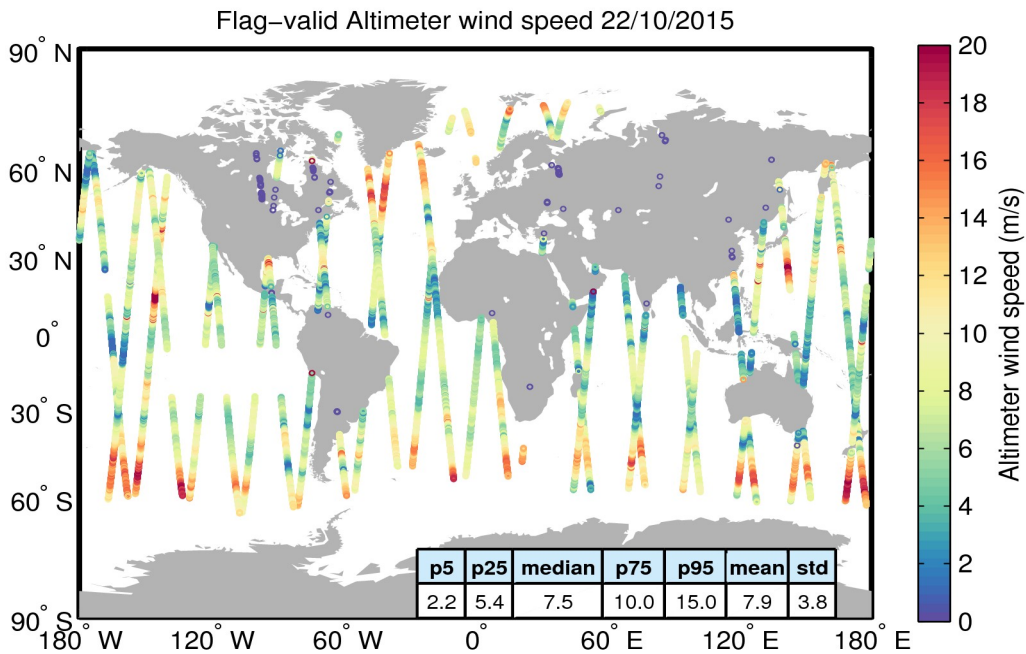 Flag−valid Altimeter wind speed 22/10/2015
90° N
60° N
30° N
0°
30° S
60° S
90° S
180° W
120° W
60° W
0°
60° E
120° E
180° E
p5 p25 median p75 p95 mean std
2.2 5.4 7.5 10.0 15.0 7.9 3.8
20
18
16
14
12
10
8
6
4
2
0
Altimeter wind speed (m/s)